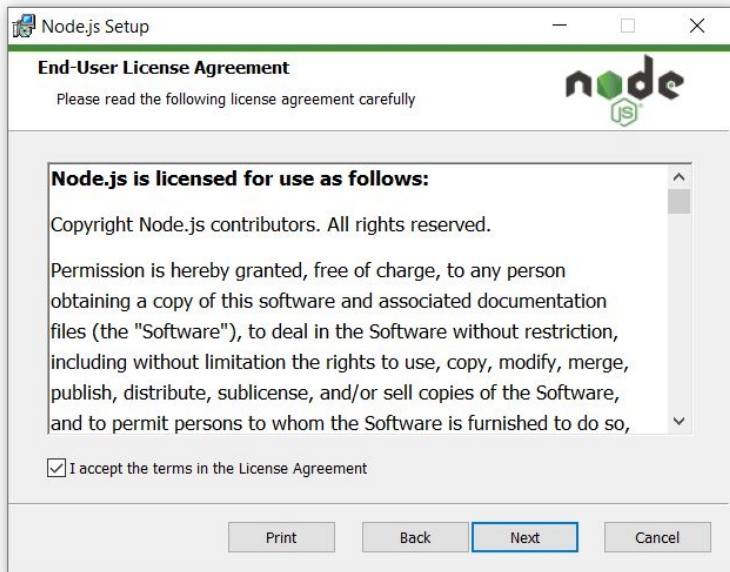 Node.js Setup
End-User License Agreement
Please read the following license agreement carefully
node
JS
Node.js is licensed for use as follows:
Copyright Node.js contributors. All rights reserved.
Permission is hereby granted, free of charge, to any person
obtaining a copy of this software and associated documentation
files (the "Software"), to deal in the Software without restriction,
including without limitation the rights to use, copy, modify, merge,
publish, distribute, sublicense, and/or sell copies of the Software,
and to permit persons to whom the Software is furnished to do so,
I accept the terms in the License Agreement
Print Back Next Cancel